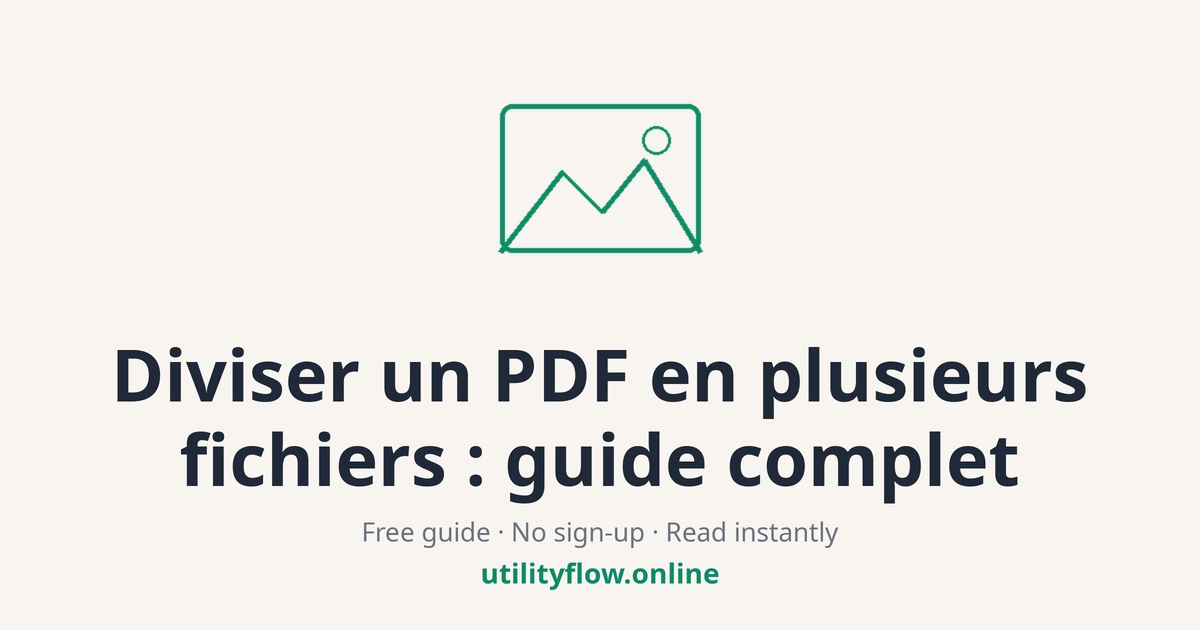 Diviser un PDF en plusieurs
fichiers : guide complet
Free guide · No sign-up · Read instantly
utilityflow.online